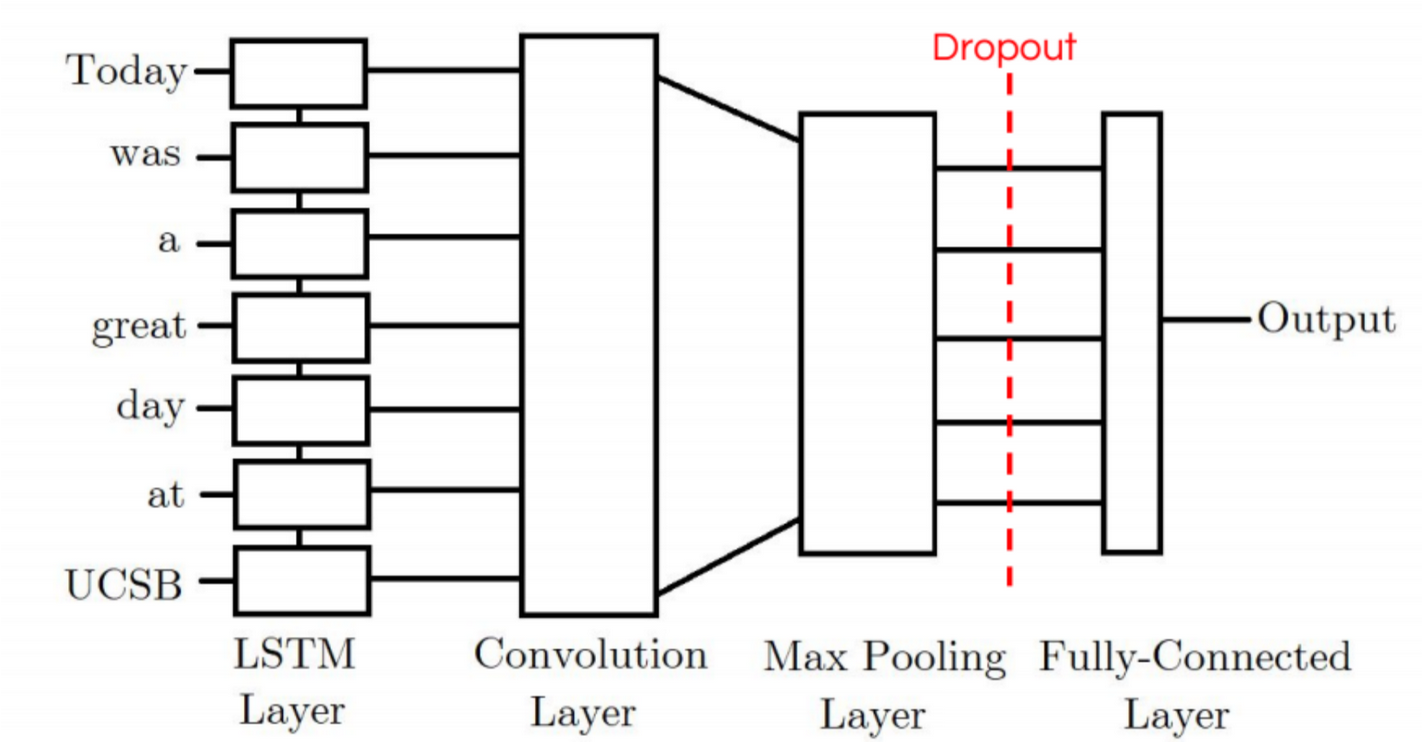 Dropout
Today
was
a
great
day
at
UCSB
Output
LSTM
Layer
Convolution
Layer
Max Pooling
Layer
Fully-Connected
Layer